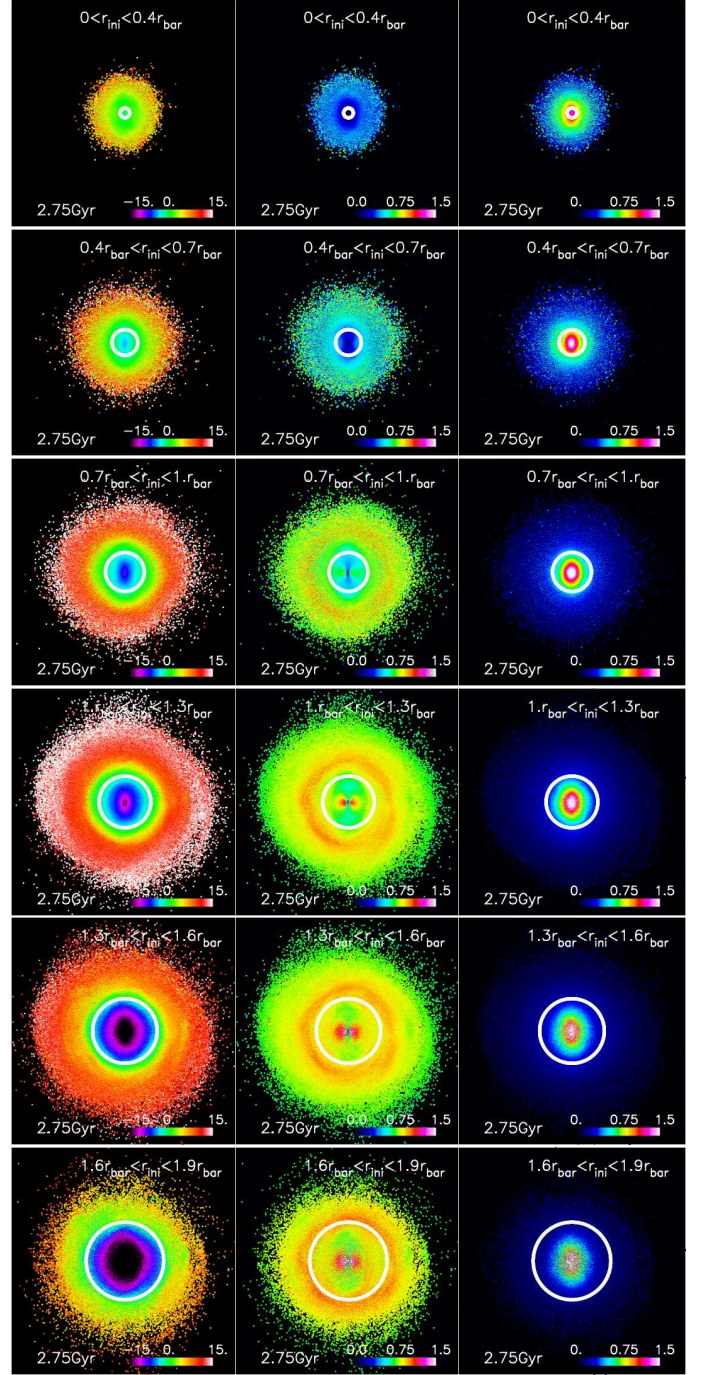 0<r_ini<0.4r_bar
2.75Gyr -15. 0. 15.
0<r_ini<0.4r_bar
2.75Gyr 0.0 0.75 1.5
0<r_ini<0.4r_bar
2.75Gyr 0.0 0.75 1.5
0.4r_bar<r_ini<0.7r_bar
2.75Gyr -15. 0. 15.
0.4r_bar<r_ini<0.7r_bar
2.75Gyr 0.0 0.75 1.5
0.4r_bar<r_ini<0.7r_bar
2.75Gyr 0. 0.75 1.5
0.7r_bar<r_ini<1.r_bar
2.75Gyr -15. 0. 15.
0.7r_bar<r_ini<1.r_bar
2.75Gyr 0.0 0.75 1.5
0.7r_bar<r_ini<1.r_bar
2.75Gyr 0. 0.75 1.5
1.r_bar<r_ini<1.3r_bar
2.75Gyr -15. 0. 15.
1.r_bar<r_ini<1.3r_bar
2.75Gyr 0.0 0.75 1.5
1.r_bar<r_ini<1.3r_bar
2.75Gyr 0. 0.75 1.5
1.3r_bar<r_ini<1.6r_bar
2.75Gyr -15. 0. 15.
1.3r_bar<r_ini<1.6r_bar
2.75Gyr 0.0 0.75 1.5
1.3r_bar<r_ini<1.6r_bar
2.75Gyr 0. 0.75 1.5
1.6r_bar<r_ini<1.9r_bar
2.75Gyr -15. 0. 15.
1.6r_bar<r_ini<1.9r_bar
2.75Gyr 0.0 0.75 1.5
1.6r_bar<r_ini<1.9r_bar
2.75Gyr 0. 0.75 1.5